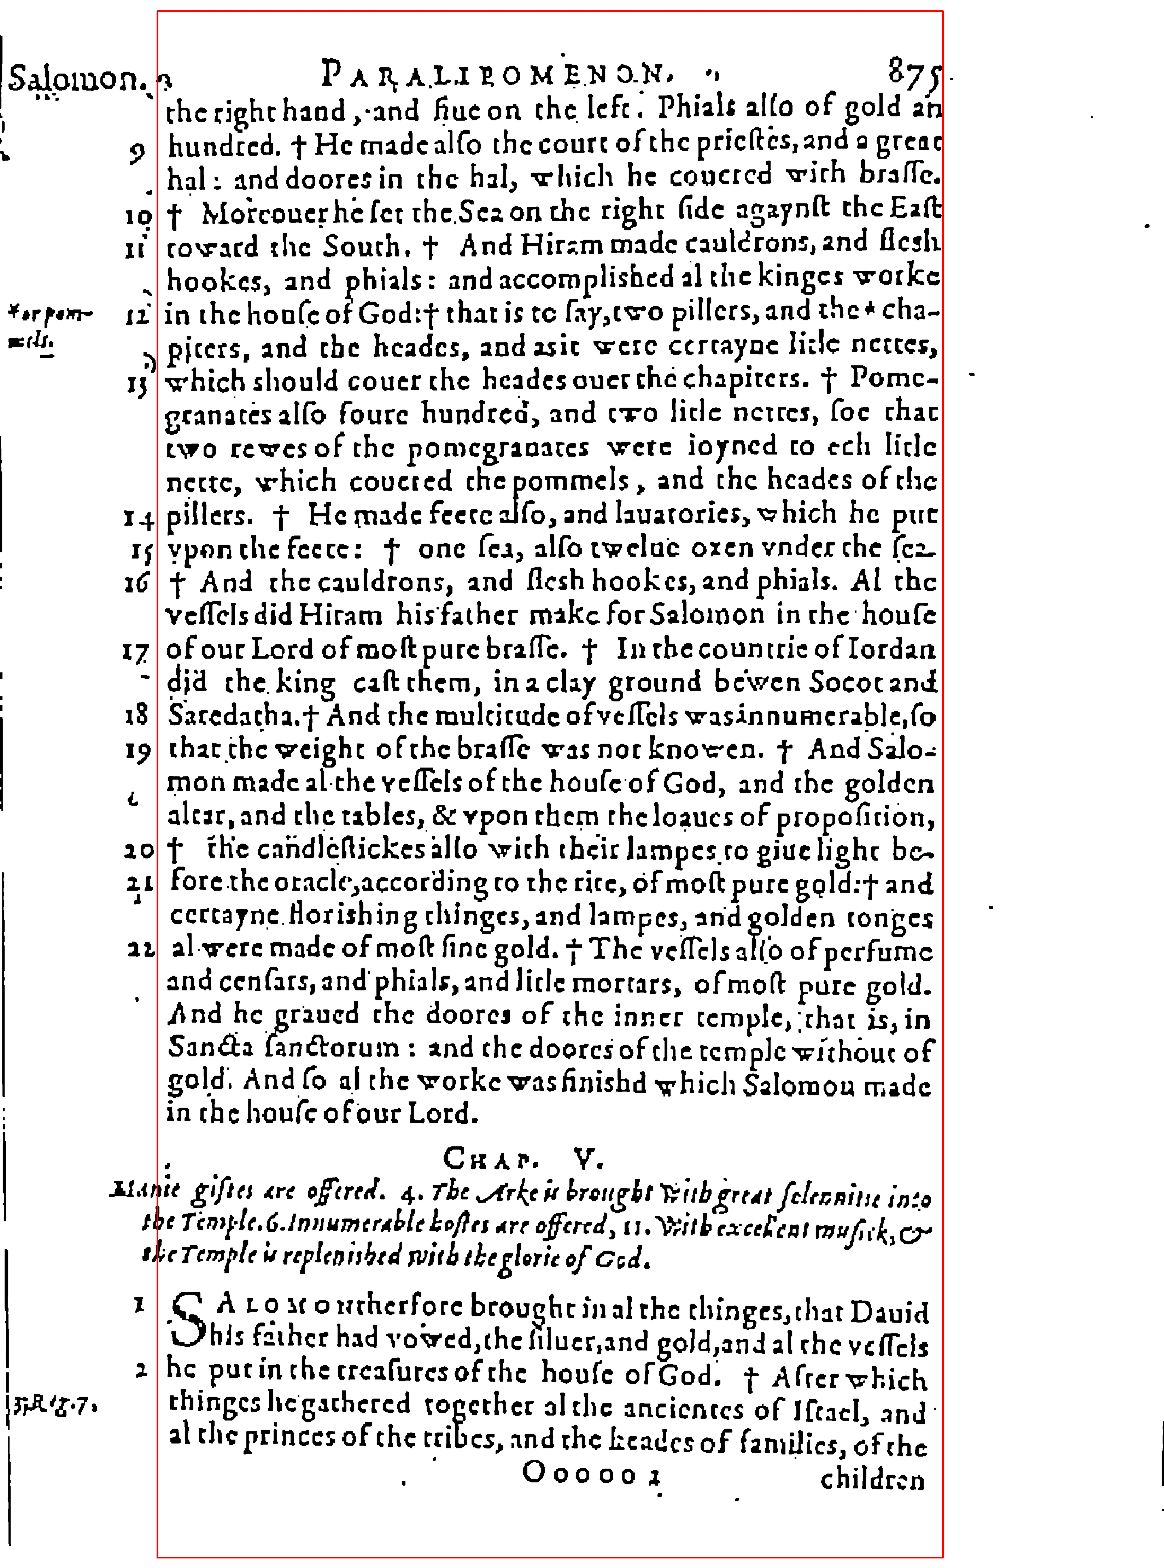 Salomon. PARALIPOMENON. 875
the right hand, and fiue on the left. Phials also of gold an
9 hundred. † He made alſo the court of the prieſtes, and a great
hal: and doores in the hal, which he couered with braſſe.
10 † Moreouer he ſet the Sea on the right ſide agaynſt the Eaſt
11 toward the South. † And Hiram made cauldrons, and flesh
hookes, and phials: and accomplished al the kinges worke
*or pom- 12 in the houſe of God: † that is to ſay, two pillers, and the * cha-
mels. piters, and the heades, and as it were certayne litle nettes,
13 which should couer the heades ouer the chapiters. † Pome-
granates alſo foure hundred, and two litle nettes, ſoe that
two rewes of the pomegranates were ioyned to ech litle
nette, which couered the pommels, and the heades of the
14 pillers. † He made feete alſo, and lauatories, which he put
15 vpon the feete: † one ſea, alſo twelue oxen vnder the ſea.
16 † And the cauldrons, and flesh hookes, and phials. Al the
veſſels did Hiram his father make for Salomon in the houſe
17 of our Lord of moſt pure braſſe. † In the countrie of Iordan
did the king caſt them, in a clay ground bewen Socot and
18 Saredatha. † And the multitude of veſſels was innumerable, ſo
19 that the weight of the braſſe was not knowen. † And Salo-
mon made al the veſſels of the houſe of God, and the golden
altar, and the tables, & vpon them the loaues of propoſition,
20 † the candleſtickes alſo with their lampes to giue light be-
21 fore the oracle, according to the rite, of moſt pure gold: † and
certayne florishing thinges, and lampes, and golden tonges
22 al were made of moſt fine gold. † The veſſels alſo of perfume
and cenſars, and phials, and litle mortars, of moſt pure gold.
And he graued the doores of the inner temple, that is, in
Sancta ſanctorum: and the doores of the temple without of
gold. And ſo al the worke was finishd which Salomon made
in the houſe of our Lord.
CHAP. V.
Manie giftes are offered. 4. The Arke is brought with great ſolemnitie into
the Temple. 6. Innumerable hoſtes are offered, 11. With excellent muſick, &
the Temple is replenished with the glorie of God.
1 SALOMON therfore brought in al the thinges, that Dauid
his father had vowed, the ſiluer, and gold, and al the veſſels
2 he put in the treaſures of the houſe of God. † After which
3. Reg. 7. thinges he gathered together al the ancientes of Iſrael, and
al the princes of the tribes, and the heades of families, of the
Ooooo 2 children